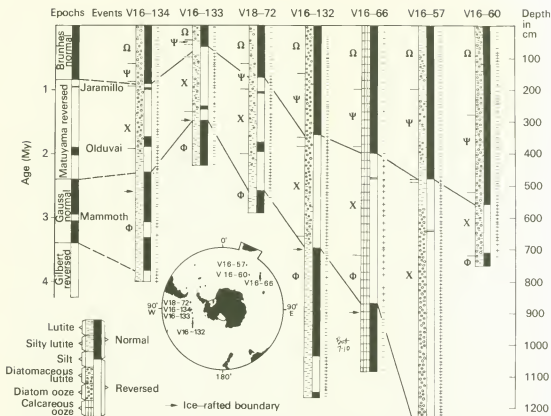 Epochs Events V16–134 V16–133 V18–72 V16–132 V16–66 V16–57 V16–60 Depth in cm
Brunhes normal
Matuyama reversed
Gauss normal
Gilbert reversed
Age (My)
1
2
3
4
Jaramillo
Olduvai
Mammoth
Ω
Ψ
X
Φ
Ψ
X
Φ
Ω
Ψ
X
Φ
Ω
Ψ
X
Φ
Ω
Ψ
X
Φ
Ω
Ψ
X
Ω
Ψ
X
Φ
100
200
300
400
500
600
700
800
900
1000
1100
1200
0°
V16–57
V16–60
V16–66
V18–72
V16–134
V16–133
V16–132
90° W
90° E
180°
Lutite
Silty lutite
Silt
Diatomaceous lutite
Diatom ooze
Calcareous ooze
Normal
Reversed
Ice–rafted boundary